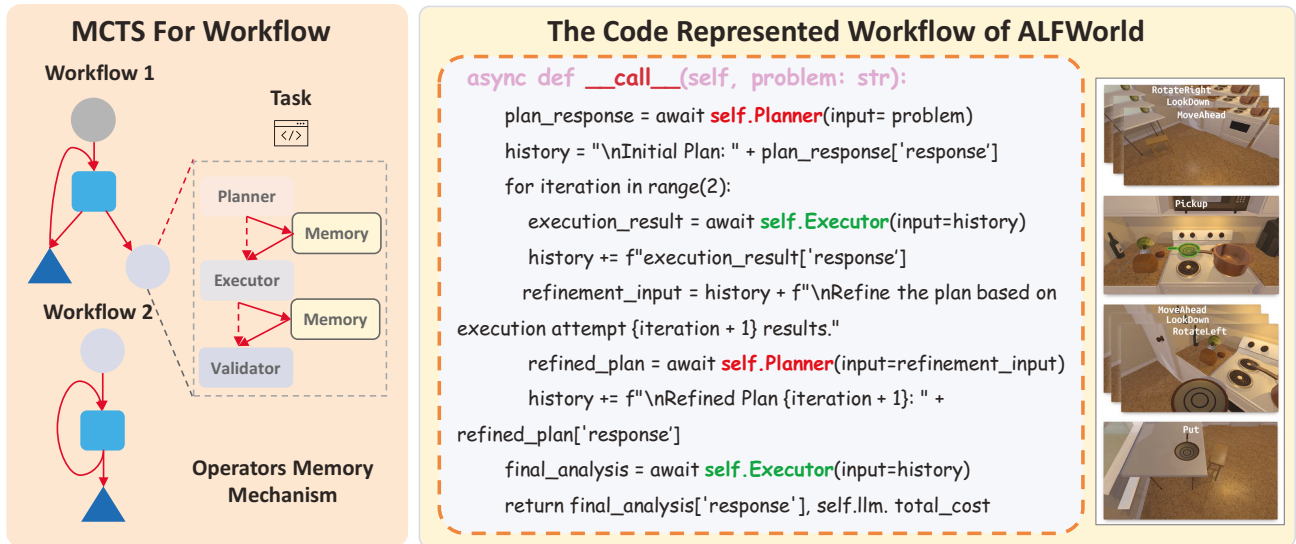 MCTS For Workflow
Workflow 1
Task
</>
Planner
Memory
Executor
Memory
Validator
Workflow 2
Operators Memory
Mechanism
The Code Represented Workflow of ALFWorld
async def __call__(self, problem: str):
plan_response = await self.Planner(input= problem)
history = "\nInitial Plan: " + plan_response['response’]
for iteration in range(2):
execution_result = await self.Executor(input=history)
history += f"execution_result['response’]
refinement_input = history + f"\nRefine the plan based on
execution attempt {iteration + 1} results."
refined_plan = await self.Planner(input=refinement_input)
history += f"\nRefined Plan {iteration + 1}: " +
refined_plan['response’]
final_analysis = await self.Executor(input=history)
return final_analysis['response'], self.llm. total_cost
RotateRight
LookDown
MoveAhead
Pickup
MoveAhead
LookDown
RotateLeft
Put